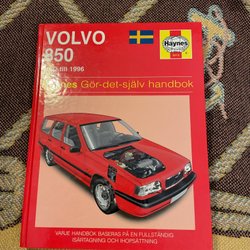 VOLVO
850
till 1996
Haynes
Haynes Gör-det-själv handbok
VARJE HANDBOK BASERAS PÅ EN FULLSTÄNDIG
ISÄRTAGNING OCH IHOPSÄTTNING